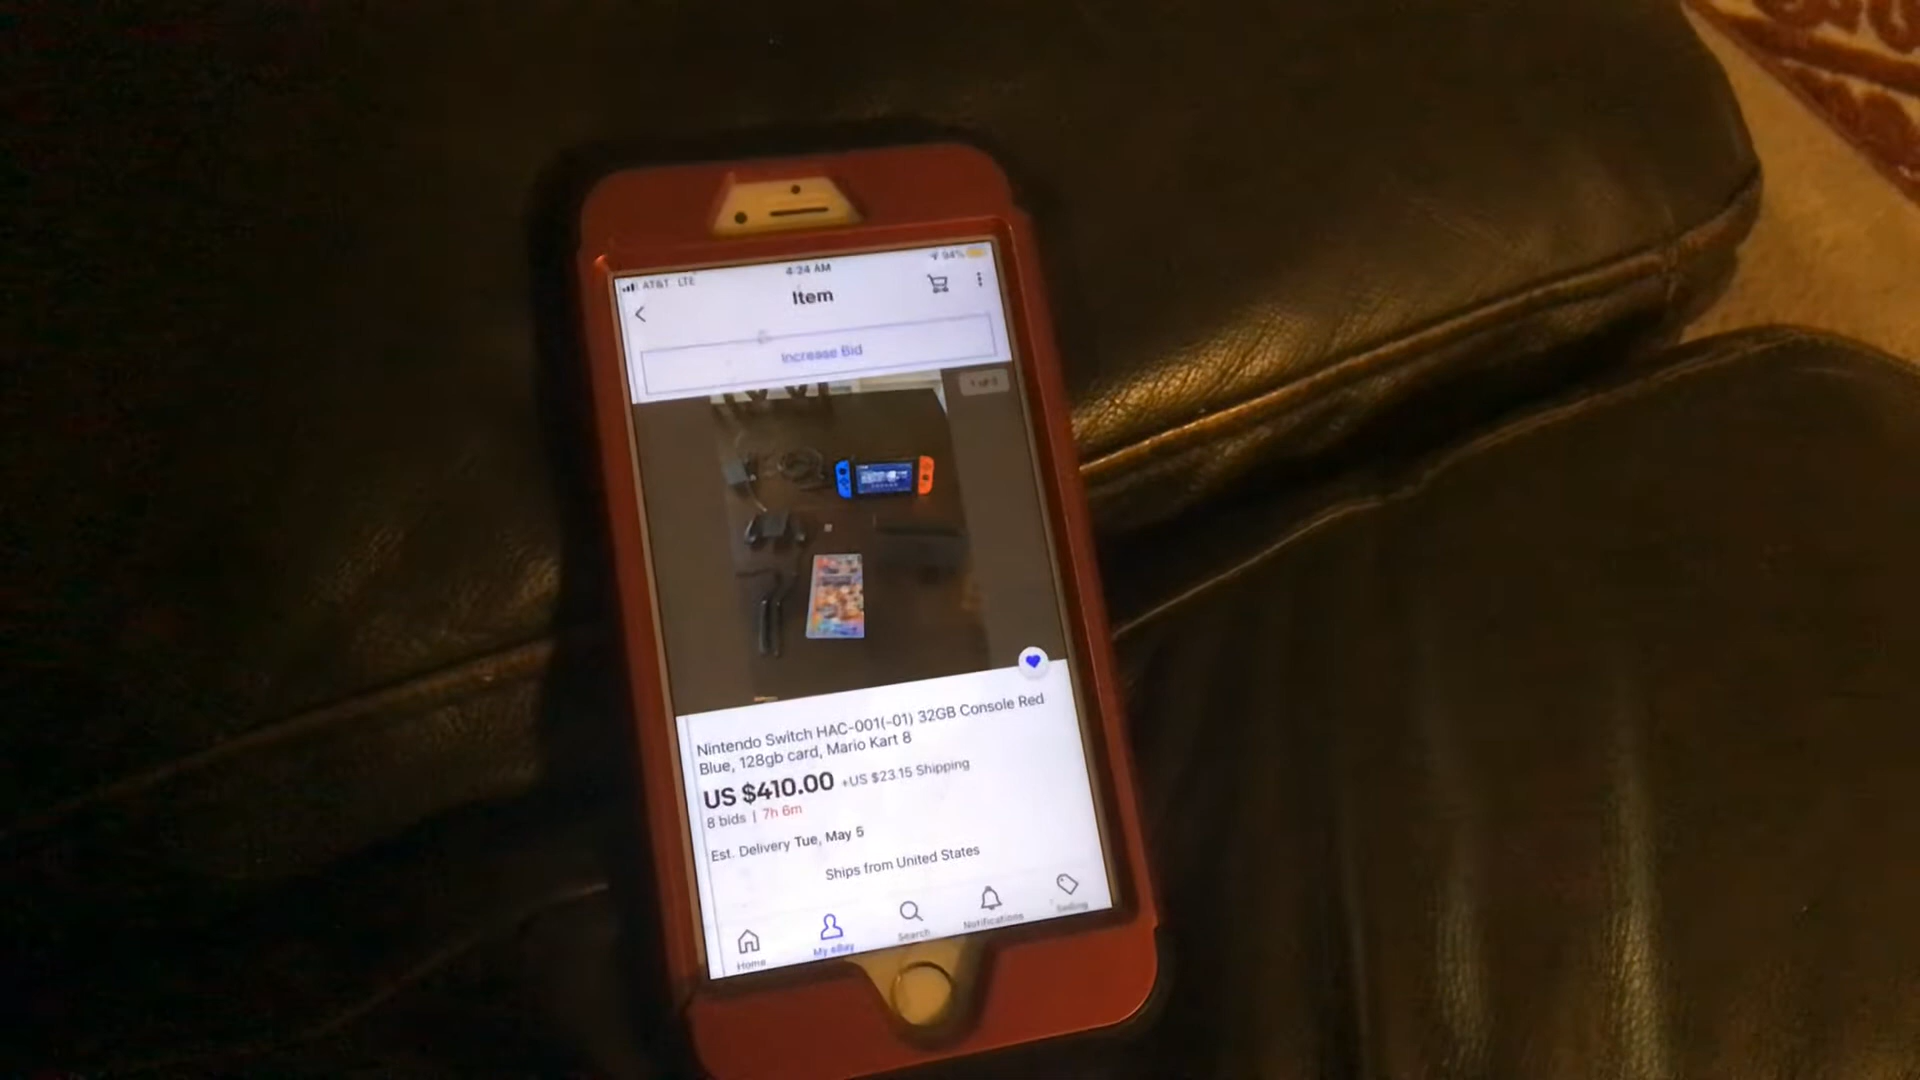 AT&T LTE
4:24 AM
94%
Item
Increase Bid
Nintendo Switch HAC-001(-01) 32GB Console Red
Blue, 128gb card, Mario Kart 8
US $410.00 +US $23.15 Shipping
8 bids | 7h 6m
Est. Delivery Tue, May 5
Ships from United States
Home
My eBay
Search
Notifications
Selling